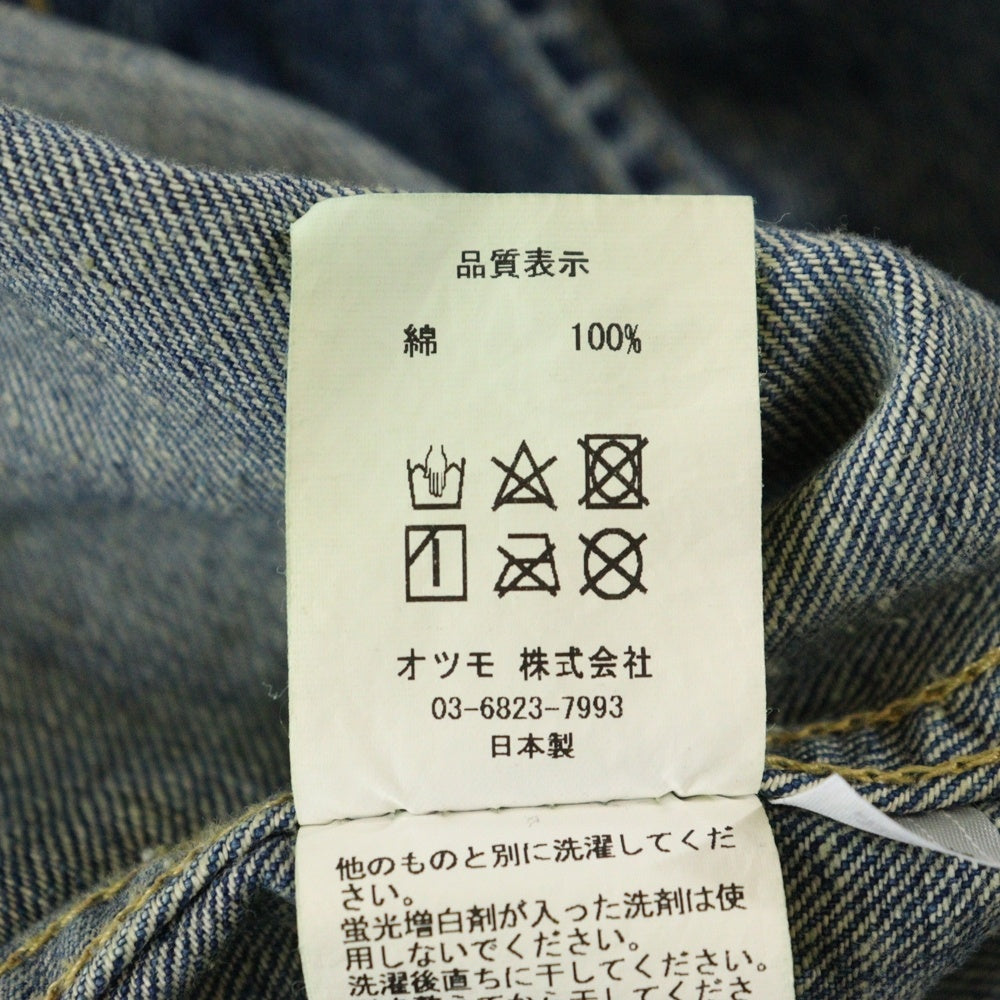 品質表示
綿 100%
オツモ 株式会社
03-6823-7993
日本製
他のものと別に洗濯してくだ
さい。
蛍光増白剤が入った洗剤は使
用しないでください。
洗濯後直ちに干してください。